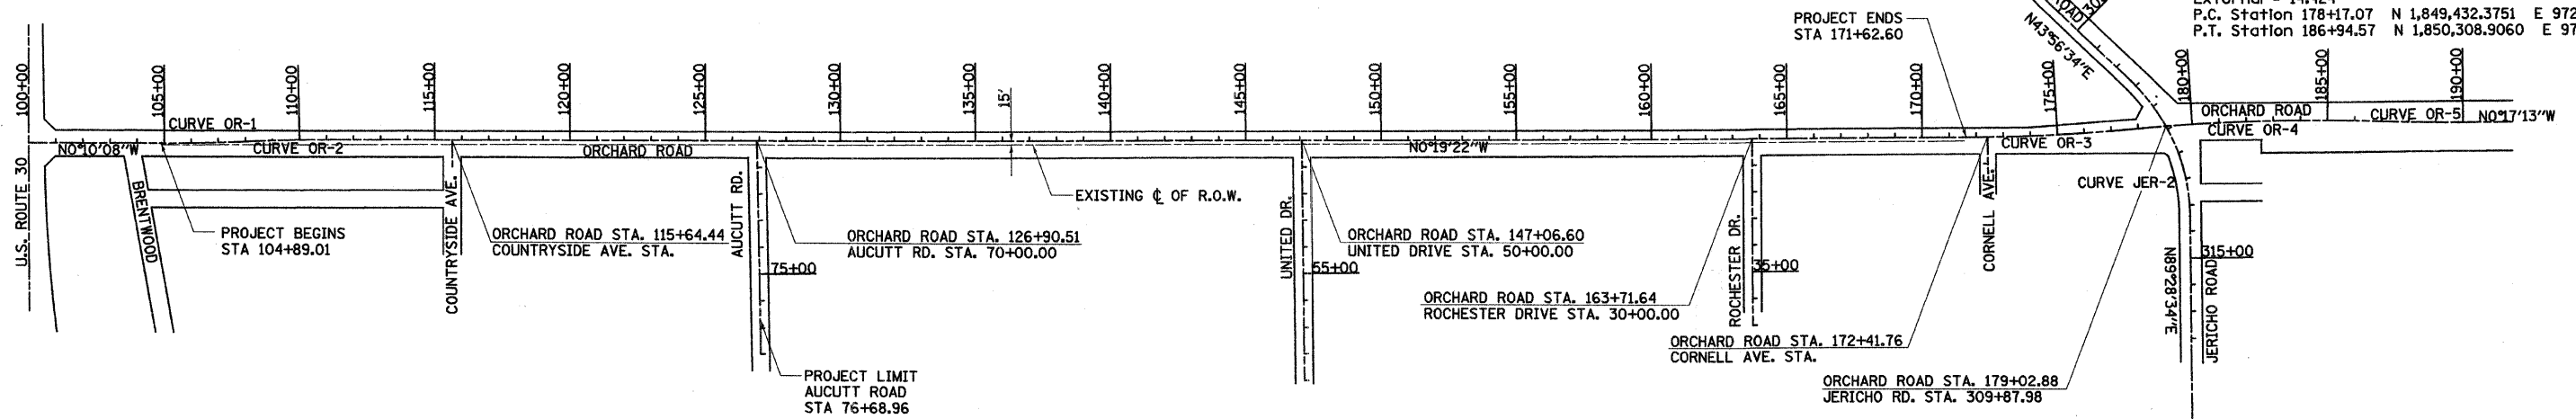 P.C. Station 178+17.07 N 1,849,432.3751 E 972
P.T. Station 186+94.57 N 1,850,308.9060 E 97
PROJECT ENDS
STA 171+62.60
ROAD
N43°56'34"E
100+00
105+00
110+00
115+00
120+00
125+00
130+00
135+00
15'
140+00
145+00
150+00
155+00
160+00
165+00
170+00
175+00
180+00
185+00
190+00
CURVE OR-1
ORCHARD ROAD
CURVE OR-5
N0°17'13"W
CURVE OR-4
N0°10'08"W
CURVE OR-2
ORCHARD ROAD
N0°19'22"W
CURVE OR-3
U.S. ROUTE 30
BRENTWOOD
COUNTRYSIDE AVE.
AUCUTT RD.
UNITED DR.
ROCHESTER DR.
CORNELL AVE.
CURVE JER-2
EXISTING ℄ OF R.O.W.
PROJECT BEGINS
STA 104+89.01
ORCHARD ROAD STA. 115+64.44
COUNTRYSIDE AVE. STA.
ORCHARD ROAD STA. 126+90.51
AUCUTT RD. STA. 70+00.00
ORCHARD ROAD STA. 147+06.60
UNITED DRIVE STA. 50+00.00
75+00
55+00
35+00
315+00
N89°28'34"E
JERICHO ROAD
ORCHARD ROAD STA. 163+71.64
ROCHESTER DRIVE STA. 30+00.00
ORCHARD ROAD STA. 172+41.76
CORNELL AVE. STA.
PROJECT LIMIT
AUCUTT ROAD
STA 76+68.96
ORCHARD ROAD STA. 179+02.88
JERICHO RD. STA. 309+87.98